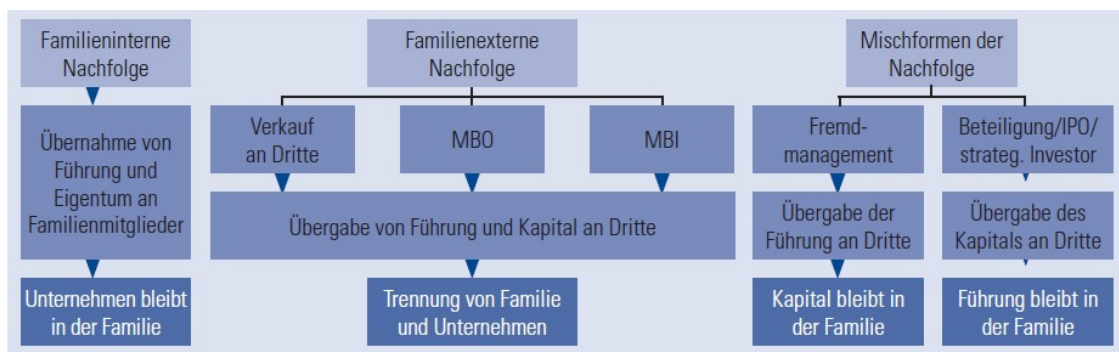 Familieninterne
Nachfolge
Familienexterne
Nachfolge
Mischformen der
Nachfolge
Übernahme von
Führung und
Eigentum an
Familienmitglieder
Verkauf
an Dritte
MBO
MBI
Fremd-
management
Beteiligung/IPO/
strateg. Investor
Übergabe von Führung und Kapital an Dritte
Übergabe der
Führung an Dritte
Übergabe des
Kapitals an Dritte
Unternehmen bleibt
in der Familie
Trennung von Familie
und Unternehmen
Kapital bleibt in
der Familie
Führung bleibt in
der Familie